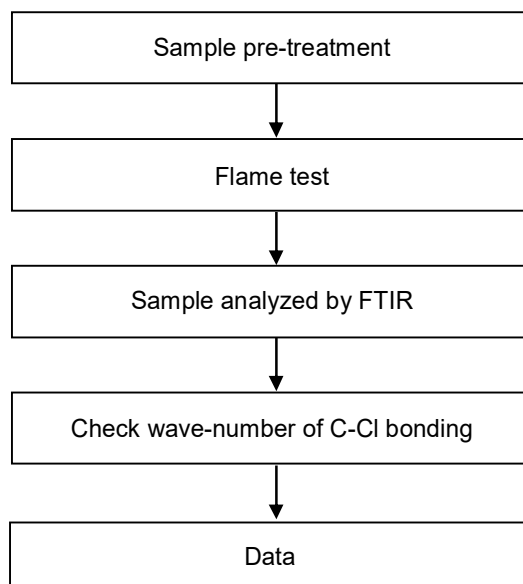 Sample pre-treatment
Flame test
Sample analyzed by FTIR
Check wave-number of C-Cl bonding
Data